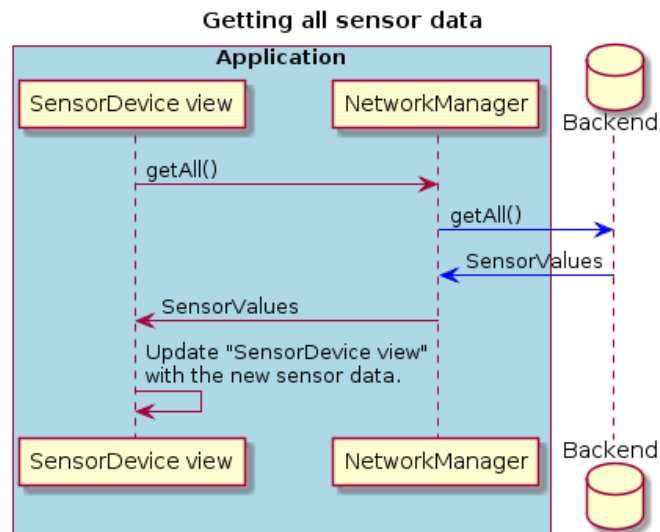 Getting all sensor data
Application
SensorDevice view
NetworkManager
Backend
getAll()
getAll()
SensorValues
SensorValues
Update "SensorDevice view"
with the new sensor data.
SensorDevice view
NetworkManager
Backend